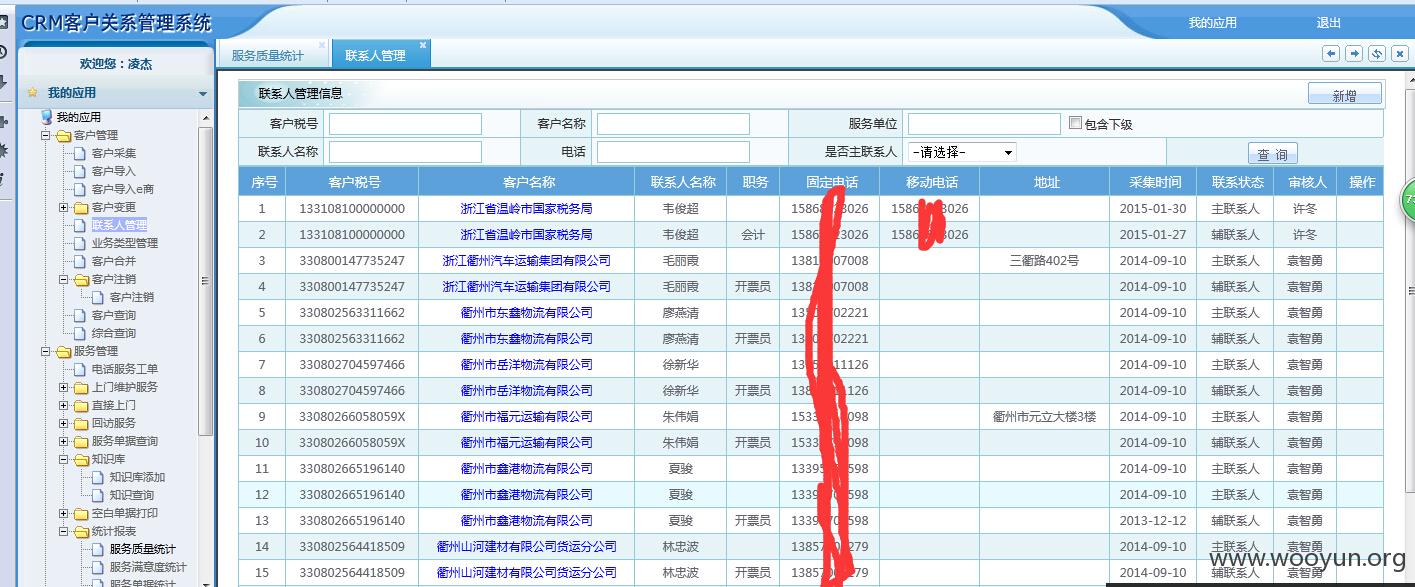 CRM客户关系管理系统
我的应用 退出
欢迎您：凌杰
服务质量统计 联系人管理
我的应用
我的应用
客户管理
客户采集
客户导入
客户导入e商
客户变更
联系人管理
业务类型管理
客户合并
客户注销
客户注销
客户查询
综合查询
服务管理
电话服务工单
上门维护服务
直接上门
回访服务
服务单据查询
知识库
知识库添加
知识查询
空白单据打印
统计报表
服务质量统计
服务满意度统计
服务单据统计
联系人管理信息 新增
客户税号 客户名称 服务单位 包含下级
联系人名称 电话 是否主联系人 -请选择- 查 询
序号 客户税号 客户名称 联系人名称 职务 固定电话 移动电话 地址 采集时间 联系状态 审核人 操作
1 133108100000000 浙江省温岭市国家税务局 韦俊超 1586 3026 1586 3026 2015-01-30 主联系人 许冬
2 133108100000000 浙江省温岭市国家税务局 韦俊超 会计 1586 3026 1586 3026 2015-01-27 辅联系人 许冬
3 330800147735247 浙江衢州汽车运输集团有限公司 毛丽霞 1381 07008 三衢路402号 2014-09-10 主联系人 袁智勇
4 330800147735247 浙江衢州汽车运输集团有限公司 毛丽霞 开票员 138 07008 2014-09-10 辅联系人 袁智勇
5 330802563311662 衢州市东鑫物流有限公司 廖燕清 13 02221 2014-09-10 主联系人 袁智勇
6 330802563311662 衢州市东鑫物流有限公司 廖燕清 开票员 13 02221 2014-09-10 辅联系人 袁智勇
7 330802704597466 衢州市岳洋物流有限公司 徐新华 13 11126 2014-09-10 主联系人 袁智勇
8 330802704597466 衢州市岳洋物流有限公司 徐新华 开票员 13 1126 2014-09-10 辅联系人 袁智勇
9 33080266058059X 衢州市福元运输有限公司 朱伟娟 1533 098 衢州市元立大楼3楼 2014-09-10 主联系人 袁智勇
10 33080266058059X 衢州市福元运输有限公司 朱伟娟 开票员 1533 098 2014-09-10 辅联系人 袁智勇
11 330802665196140 衢州市鑫港物流有限公司 夏骏 1339 598 2014-09-10 主联系人 袁智勇
12 330802665196140 衢州市鑫港物流有限公司 夏骏 1339 598 2014-09-10 辅联系人 袁智勇
13 330802665196140 衢州市鑫港物流有限公司 夏骏 开票员 1339 598 2013-12-12 辅联系人 袁智勇
14 330802564418509 衢州山河建材有限公司货运分公司 林忠波 13857 279 2014-09-10 主联系人 袁智勇
15 330802564418509 衢州山河建材有限公司货运分公司 林忠波 开票员 13857 79 2014-09-10 辅联系人 袁智勇
www.wooyun.org